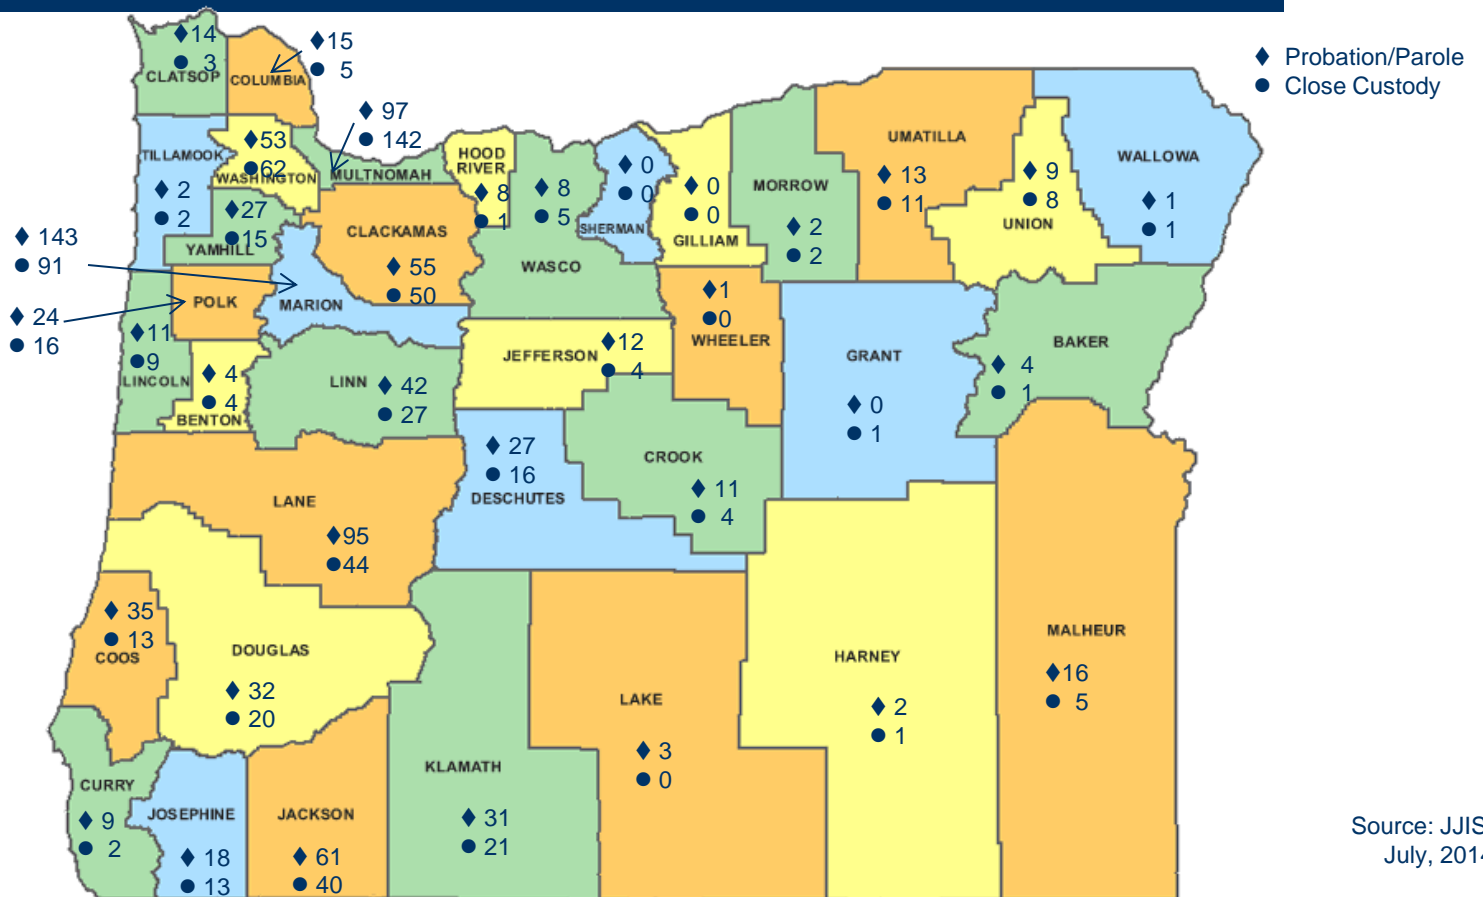 14
3
CLATSOP
COLUMBIA
15
5
97
142
Probation/Parole
Close Custody
TILLAMOOK
2
2
53
62
WASHINGTON
MULTNOMAH
HOOD
RIVER
8
1
8
5
WASCO
0
0
SHERMAN
0
0
GILLIAM
MORROW
2
2
UMATILLA
13
11
9
8
UNION
WALLOWA
1
1
27
15
YAMHILL
CLACKAMAS
55
50
143
91
MARION
24
16
POLK
11
9
LINCOLN
4
4
BENTON
LINN
42
27
JEFFERSON
12
4
1
0
WHEELER
GRANT
0
1
BAKER
4
1
LANE
95
44
27
16
DESCHUTES
CROOK
11
4
35
13
COOS
DOUGLAS
32
20
LAKE
3
0
HARNEY
2
1
MALHEUR
16
5
CURRY
9
2
JOSEPHINE
18
13
JACKSON
61
40
KLAMATH
31
21
Source: JJIS
July, 2014